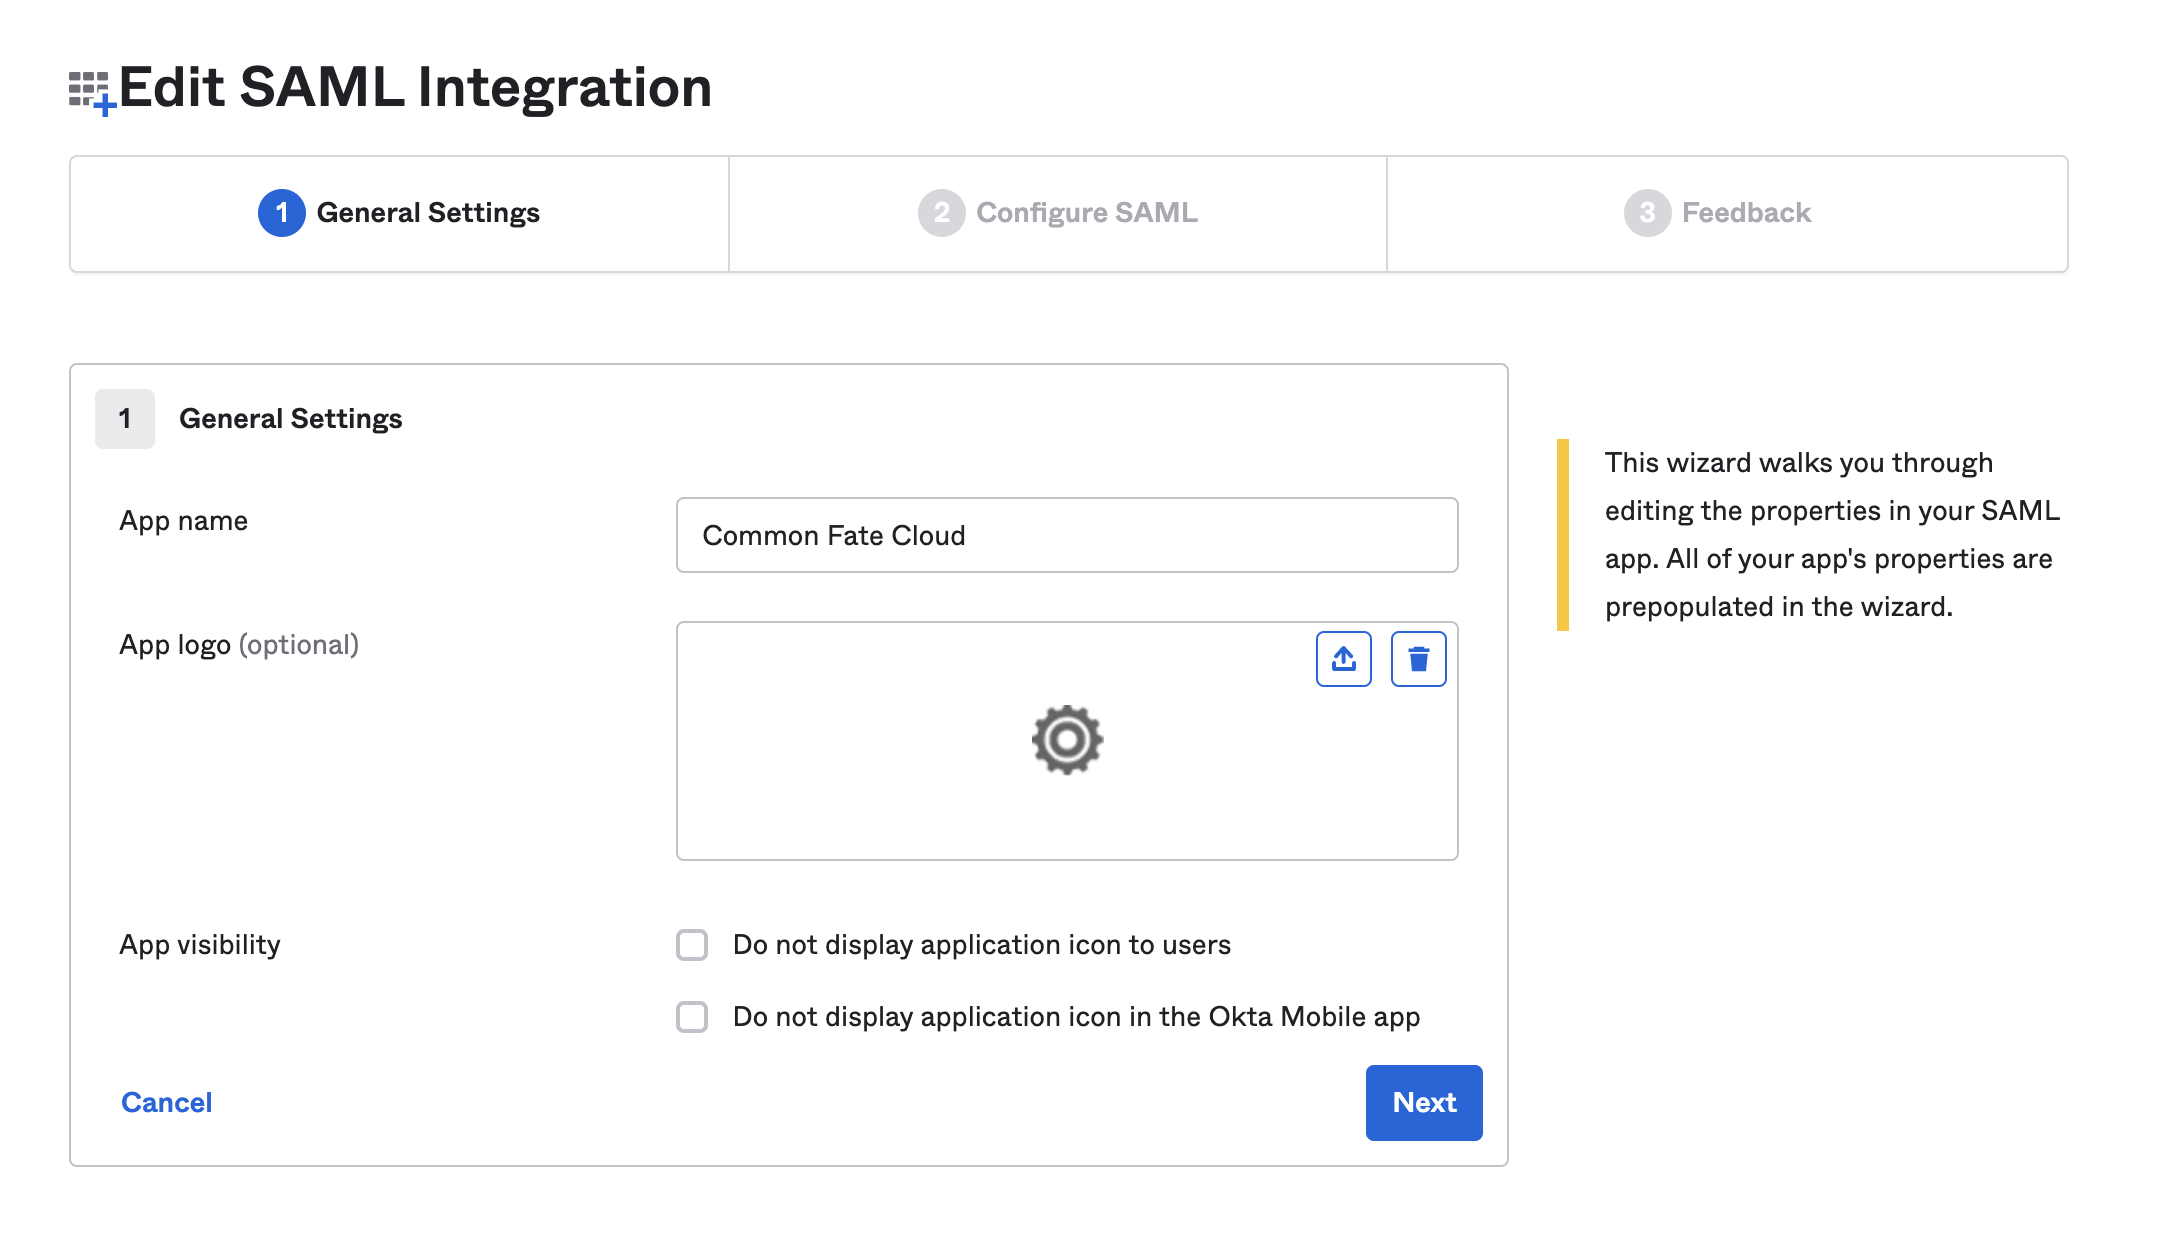 Edit SAML Integration
1 General Settings
2 Configure SAML
3 Feedback
1 General Settings
App name
Common Fate Cloud
App logo (optional)
App visibility
Do not display application icon to users
Do not display application icon in the Okta Mobile app
Cancel
Next
This wizard walks you through
editing the properties in your SAML
app. All of your app's properties are
prepopulated in the wizard.